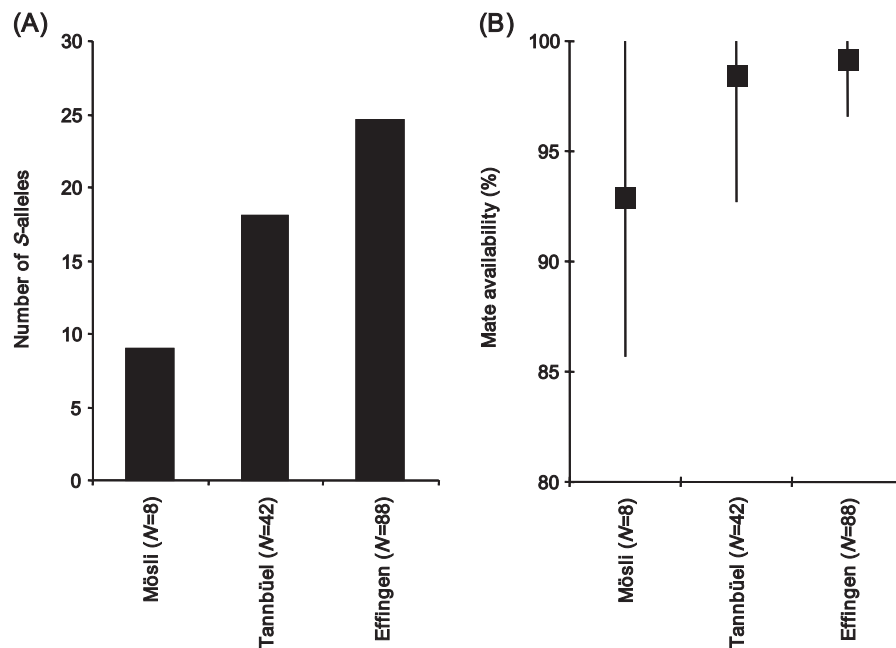 (A)
Number of S-alleles
30
25
20
15
10
5
0
Mösli (N=8)
Tannbüel (N=42)
Effingen (N=88)
(B)
Mate availability (%)
100
95
90
85
80
Mösli (N=8)
Tannbüel (N=42)
Effingen (N=88)